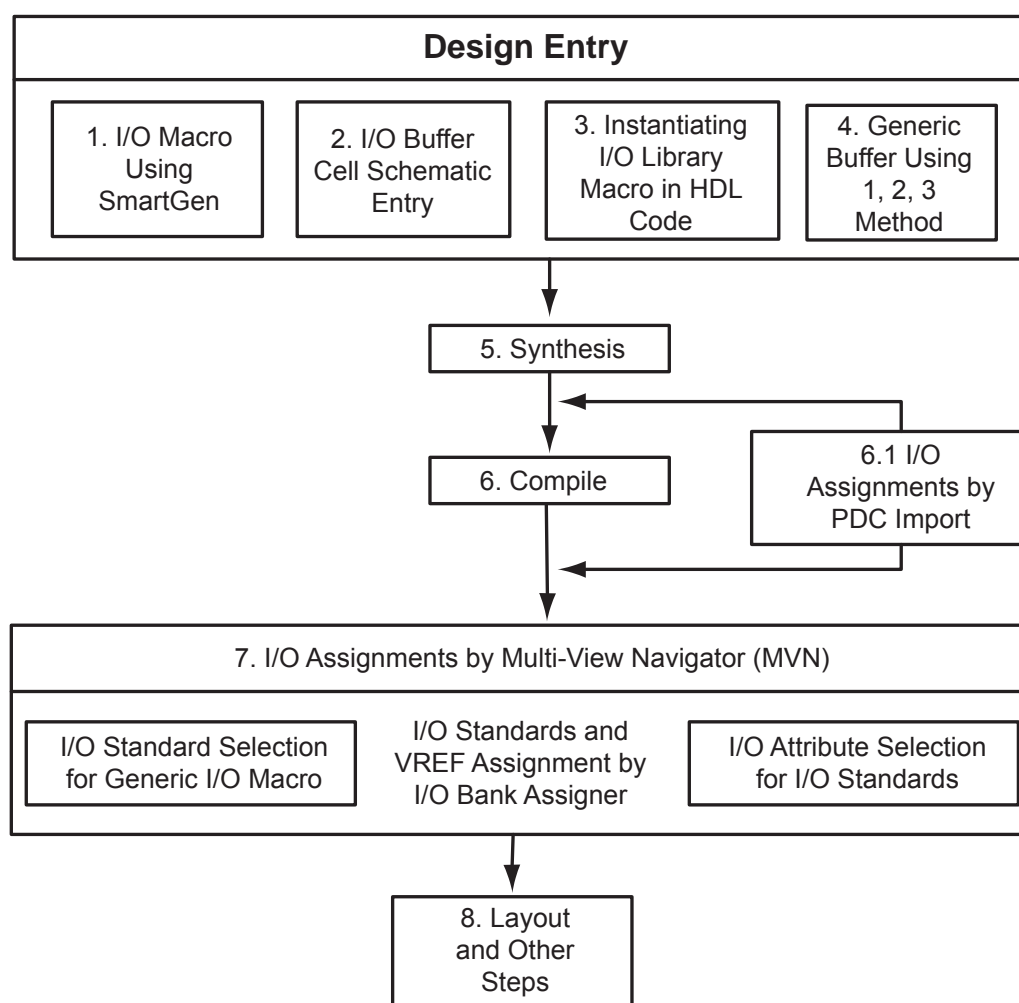 Design Entry
1. I/O Macro
Using
SmartGen
2. I/O Buffer
Cell Schematic
Entry
3. Instantiating
I/O Library
Macro in HDL
Code
4. Generic
Buffer Using
1, 2, 3
Method
5. Synthesis
6. Compile
6.1 I/O
Assignments by
PDC Import
7. I/O Assignments by Multi-View Navigator (MVN)
I/O Standard Selection
for Generic I/O Macro
I/O Standards and
VREF Assignment by
I/O Bank Assigner
I/O Attribute Selection
for I/O Standards
8. Layout
and Other
Steps